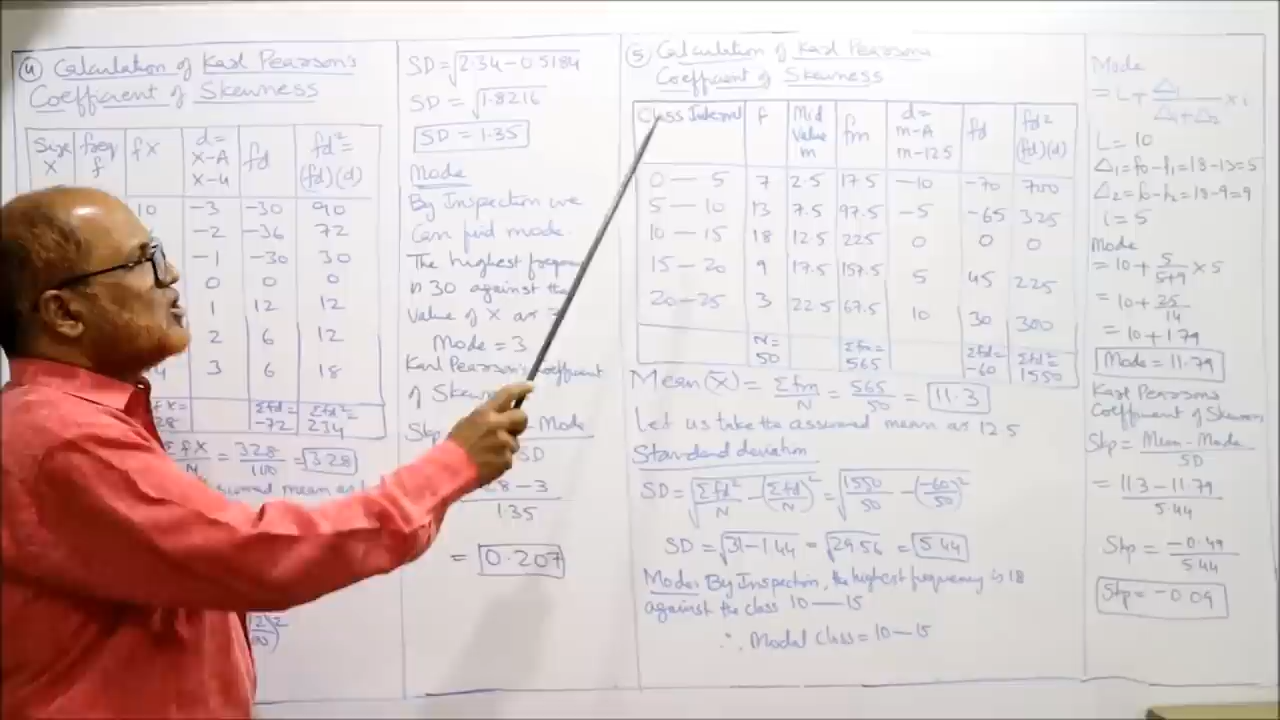 ④ Calculation of Karl Pearson's
Coefficient of Skewness
Size X freq f fX d= X-A X-4 fd fd²= (fd)(d)
10 -3 -30 90
-2 -36 72
-1 -30 30
0 0 0
1 12 12
2 6 12
3 6 18
Σfd= -72 Σfd²= 234
= 328/100 = 3.28
SD = √2.34-0.5184
SD = √1.8216
SD = 1.35
Mode
By Inspection we
can find mode.
The highest
is 30 against the
value of X as 3
Mode = 3
Karl Pearson's Coefficient
of
Skp - Mode
SD
28 - 3
1.35
= 0.207
⑤ Calculation of Karl Pearson's
Coefficient of Skewness
Class Interval f Mid Value m fm d= m-A m-12.5 fd fd²= (fd)(d)
0 — 5 7 2.5 17.5 -10 -70 700
5 — 10 13 7.5 97.5 -5 -65 325
10 — 15 18 12.5 225 0 0 0
15 — 20 9 17.5 157.5 5 45 225
20 — 25 3 22.5 67.5 10 30 300
N= 50 Σfm= 565 Σfd= -60 Σfd²= 1550
Mean (X̄) = Σfm/N = 565/50 = 11.3
Let us take the assumed mean as 12.5
Standard deviation
SD = √Σfd²/N - (Σfd/N)² = √1550/50 - (-60/50)²
SD = √31-1.44 = √29.56 = 5.44
Mode: By Inspection, the highest frequency is 18
against the class 10 — 15
∴ Modal class = 10 — 15
Mode
= L + Δ₁/Δ₁+Δ₂ × i
L = 10
Δ₁ = f₀-f₁ = 18-13 = 5
Δ₂ = f₀-f₂ = 18-9 = 9
i = 5
Mode
= 10 + 5/5+9 × 5
= 10 + 25/14
= 10 + 1.79
Mode = 11.79
Karl Pearson's
Coefficient of Skewness
Skp = Mean - Mode/SD
= 11.3 - 11.79/5.44
Skp = -0.49/5.44
Skp = -0.09